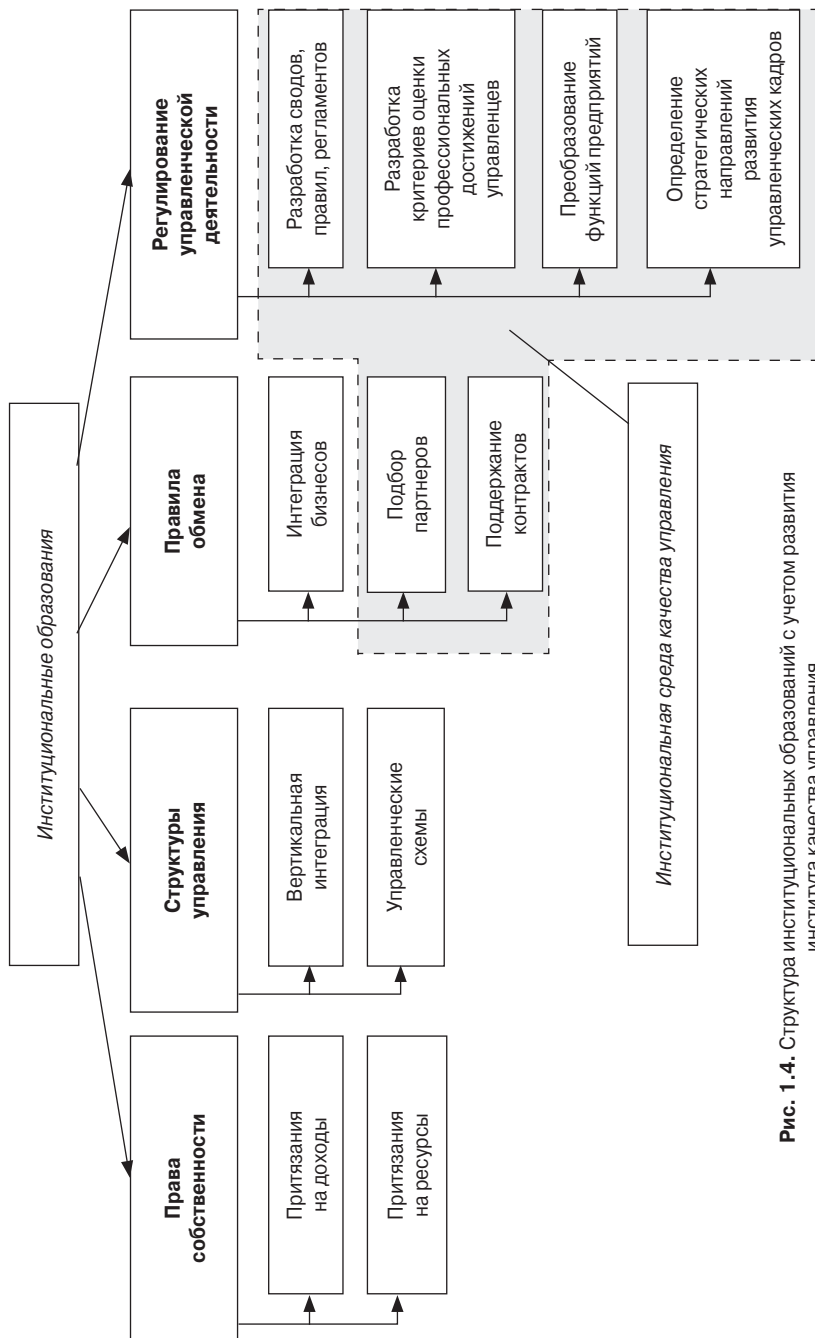 Институциональные образования
Права
собственности
Притязания
на доходы
Притязания
на ресурсы
Структуры
управления
Вертикальная
интеграция
Управленческие
схемы
Правила
обмена
Интеграция
бизнесов
Подбор
партнеров
Поддержание
контрактов
Регулирование
управленческой
деятельности
Разработка сводов,
правил, регламентов
Разработка
критериев оценки
профессиональных
достижений
управленцев
Преобразование
функций предприятий
Определение
стратегических
направлений
развития
управленческих кадров
Институциональная среда качества управления
Рис. 1.4. Структура институциональных образований с учетом развития
института качества управления